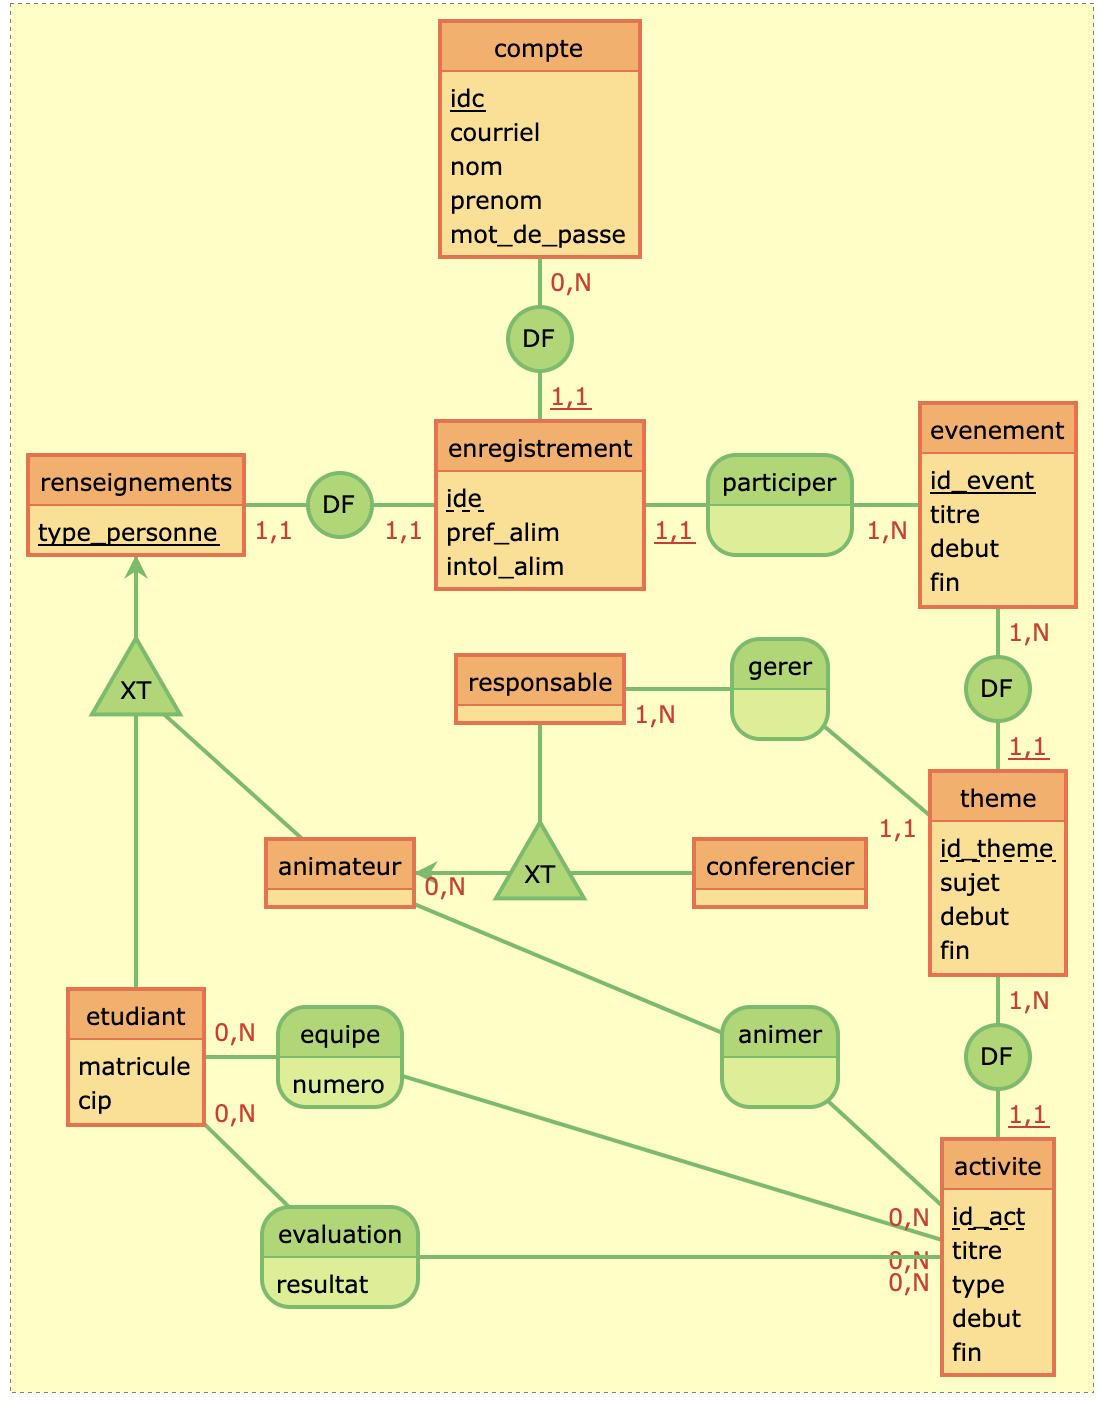 compte
idc
courriel
nom
prenom
mot_de_passe
0,N
DF
1,1
enregistrement
ide
pref_alim
intol_alim
renseignements
type_personne
1,1
DF
1,1
1,1
participer
1,N
evenement
id_event
titre
debut
fin
1,N
DF
1,1
XT
responsable
1,N
gerer
1,1
theme
id_theme
sujet
debut
fin
animateur
0,N
XT
conferencier
1,N
DF
1,1
etudiant
matricule
cip
0,N
0,N
equipe
numero
animer
evaluation
resultat
0,N
0,N
0,N
activite
id_act
titre
type
debut
fin